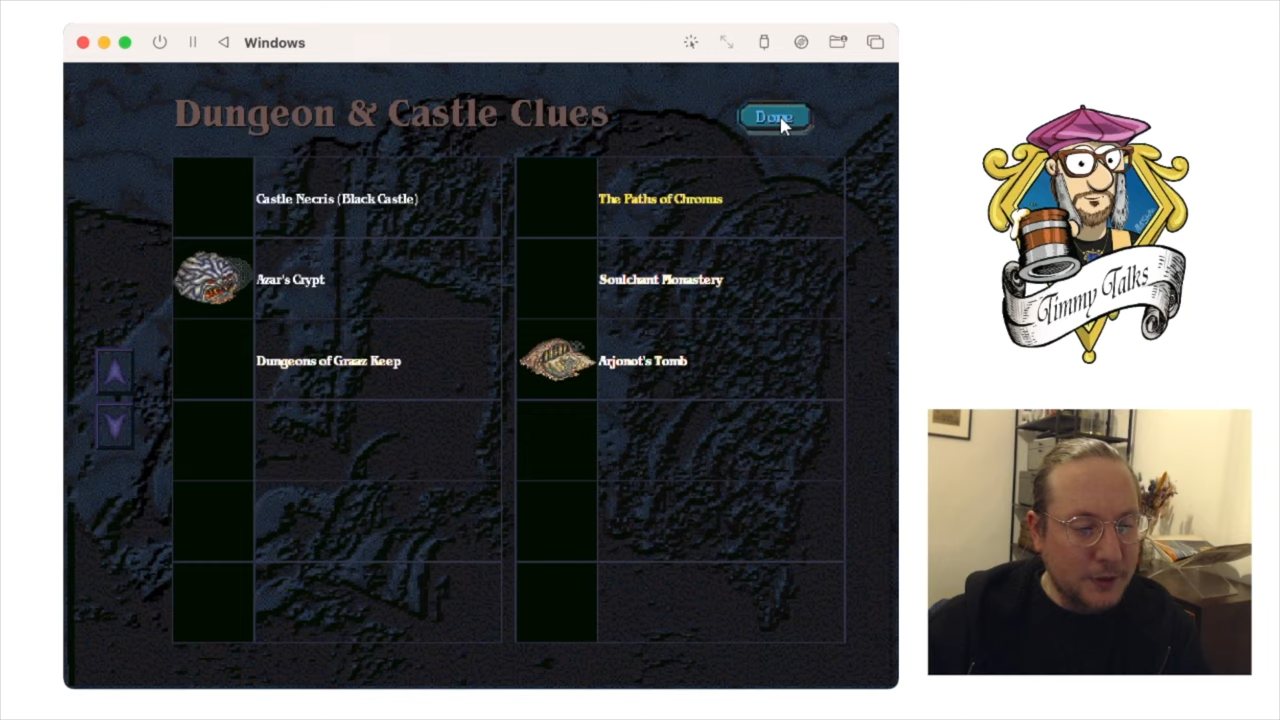 Windows
Dungeon & Castle Clues
Done
Castle Necris (Black Castle)
The Paths of Chronus
Azar's Crypt
Soulchant Monastery
Dungeons of Graaz Keep
Arjonot's Tomb
Timmy Talks